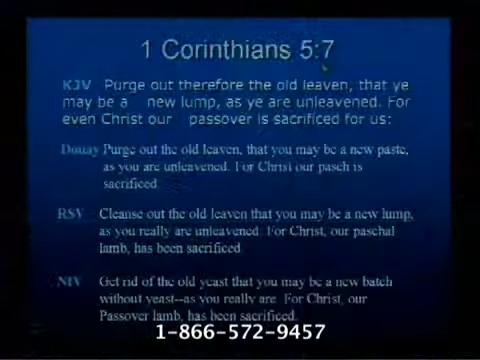 1 Corinthians 5:7
KJV Purge out therefore the old leaven, that ye
may be a new lump, as ye are unleavened. For
even Christ our passover is sacrificed for us:
Douay Purge out the old leaven, that you may be a new paste,
as you are unleavened. For Christ our pasch is
sacrificed.
RSV Cleanse out the old leaven that you may be a new lump,
as you really are unleavened. For Christ, our paschal
lamb, has been sacrificed.
NIV Get rid of the old yeast that you may be a new batch
without yeast--as you really are. For Christ, our
Passover lamb, has been sacrificed.
1-866-572-9457